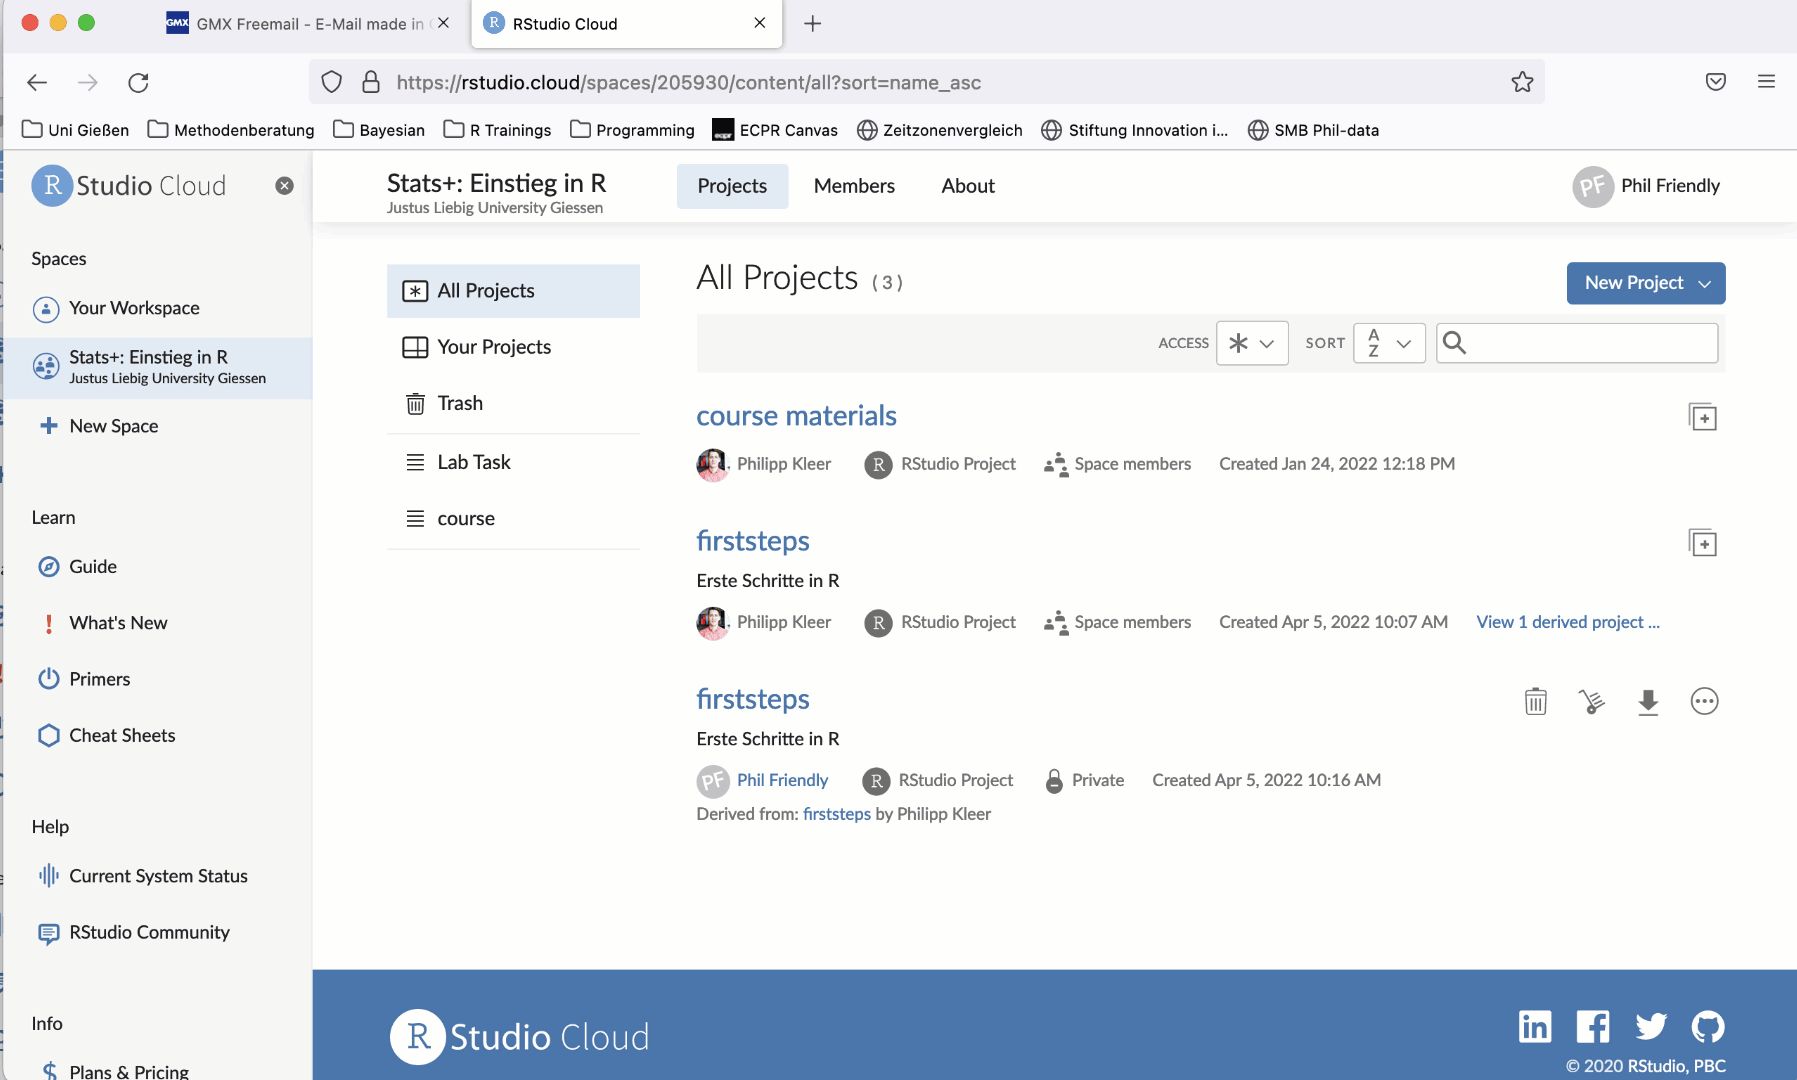 GMX GMX Freemail - E-Mail made in
R RStudio Cloud
https://rstudio.cloud/spaces/205930/content/all?sort=name_asc
Uni Gießen Methodenberatung Bayesian R Trainings Programming ecpr ECPR Canvas Zeitzonenvergleich Stiftung Innovation i... SMB Phil-data
R Studio Cloud
Stats+: Einstieg in R
Justus Liebig University Giessen
Projects Members About
PF Phil Friendly
Spaces
Your Workspace
Stats+: Einstieg in R
Justus Liebig University Giessen
New Space
Learn
Guide
What's New
Primers
Cheat Sheets
Help
Current System Status
RStudio Community
Info
$ Plans & Pricing
All Projects
Your Projects
Trash
Lab Task
course
All Projects (3)
New Project
ACCESS * SORT A Z
course materials
Philipp Kleer R RStudio Project Space members Created Jan 24, 2022 12:18 PM
firststeps
Erste Schritte in R
Philipp Kleer R RStudio Project Space members Created Apr 5, 2022 10:07 AM View 1 derived project ...
firststeps
Erste Schritte in R
PF Phil Friendly R RStudio Project Private Created Apr 5, 2022 10:16 AM
Derived from: firststeps by Philipp Kleer
R Studio Cloud
in
© 2020 RStudio, PBC